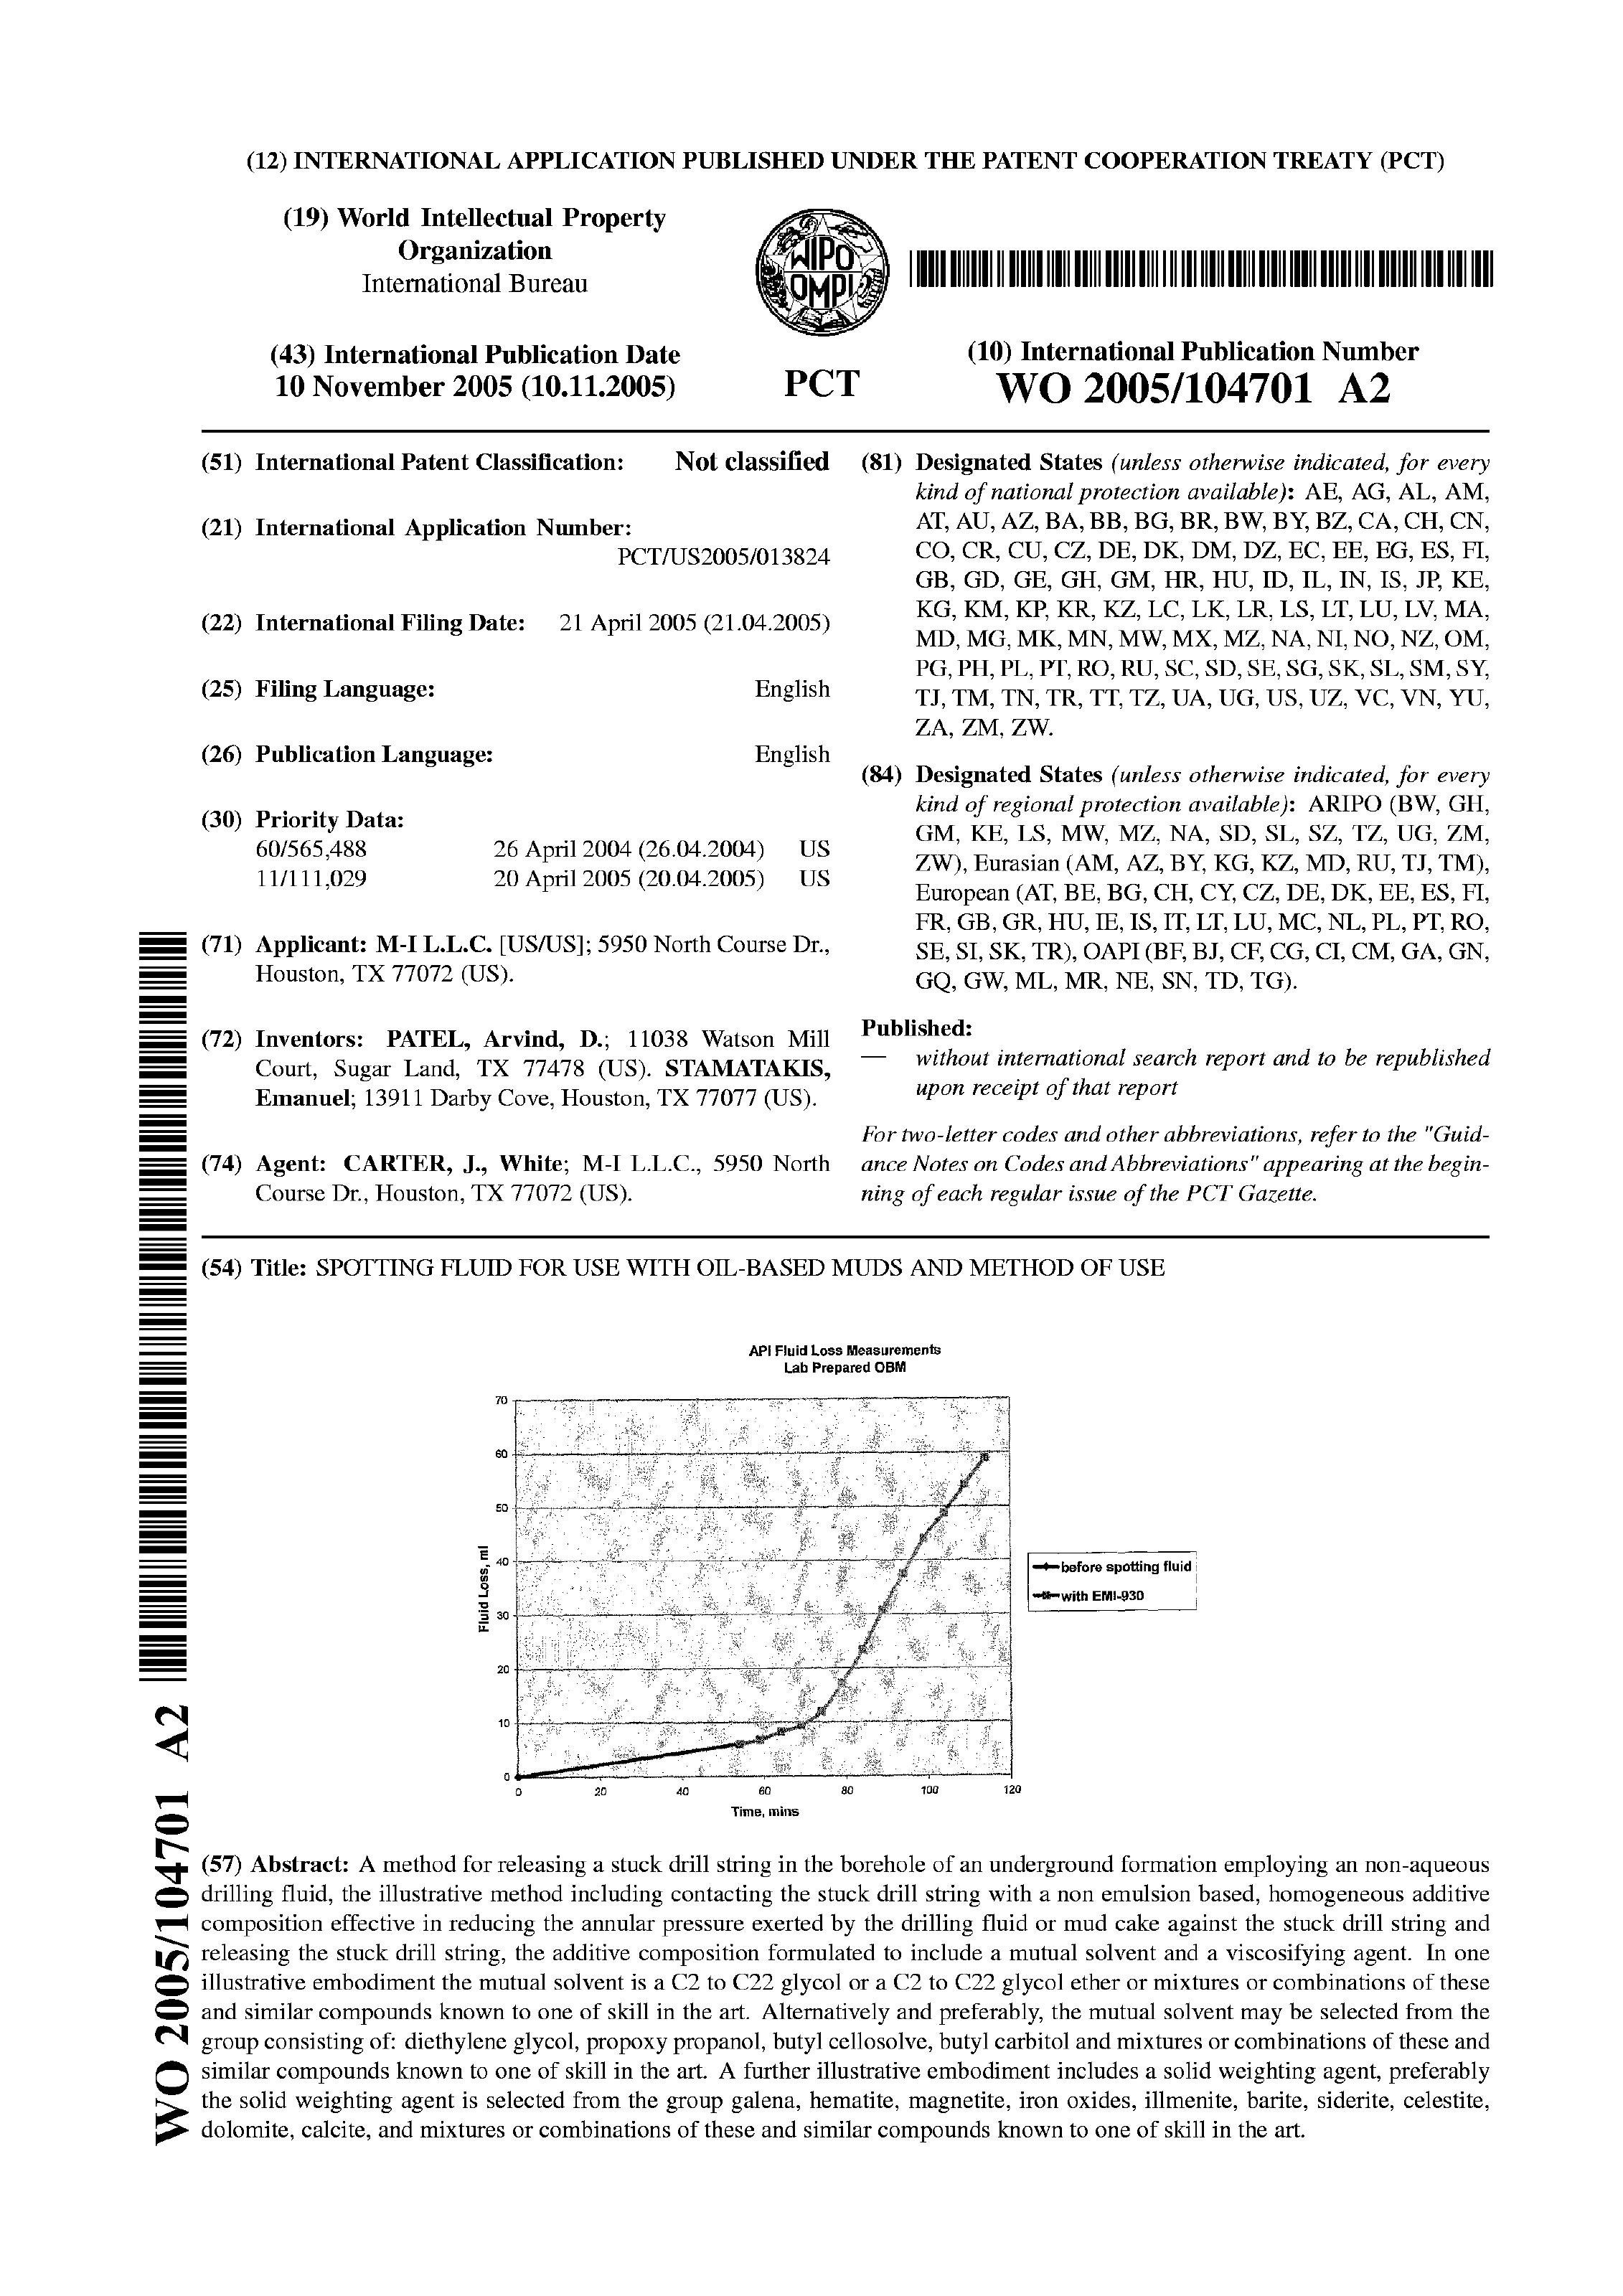 (12) INTERNATIONAL APPLICATION PUBLISHED UNDER THE PATENT COOPERATION TREATY (PCT)
(19) World Intellectual Property
Organization
International Bureau
WIPO
OMPI
(43) International Publication Date
10 November 2005 (10.11.2005)
PCT
(10) International Publication Number
WO 2005/104701 A2
(51) International Patent Classification: Not classified
(21) International Application Number:
PCT/US2005/013824
(22) International Filing Date: 21 April 2005 (21.04.2005)
(25) Filing Language: English
(26) Publication Language: English
(30) Priority Data:
60/565,488 26 April 2004 (26.04.2004) US
11/111,029 20 April 2005 (20.04.2005) US
(71) Applicant: M-I L.L.C. [US/US]; 5950 North Course Dr.,
Houston, TX 77072 (US).
(72) Inventors: PATEL, Arvind, D.; 11038 Watson Mill
Court, Sugar Land, TX 77478 (US). STAMATAKIS,
Emanuel; 13911 Darby Cove, Houston, TX 77077 (US).
(74) Agent: CARTER, J., White; M-I L.L.C., 5950 North
Course Dr., Houston, TX 77072 (US).
(81) Designated States (unless otherwise indicated, for every
kind of national protection available): AE, AG, AL, AM,
AT, AU, AZ, BA, BB, BG, BR, BW, BY, BZ, CA, CH, CN,
CO, CR, CU, CZ, DE, DK, DM, DZ, EC, EE, EG, ES, FI,
GB, GD, GE, GH, GM, HR, HU, ID, IL, IN, IS, JP, KE,
KG, KM, KP, KR, KZ, LC, LK, LR, LS, LT, LU, LV, MA,
MD, MG, MK, MN, MW, MX, MZ, NA, NI, NO, NZ, OM,
PG, PH, PL, PT, RO, RU, SC, SD, SE, SG, SK, SL, SM, SY,
TJ, TM, TN, TR, TT, TZ, UA, UG, US, UZ, VC, VN, YU,
ZA, ZM, ZW.
(84) Designated States (unless otherwise indicated, for every
kind of regional protection available): ARIPO (BW, GH,
GM, KE, LS, MW, MZ, NA, SD, SL, SZ, TZ, UG, ZM,
ZW), Eurasian (AM, AZ, BY, KG, KZ, MD, RU, TJ, TM),
European (AT, BE, BG, CH, CY, CZ, DE, DK, EE, ES, FI,
FR, GB, GR, HU, IE, IS, IT, LT, LU, MC, NL, PL, PT, RO,
SE, SI, SK, TR), OAPI (BF, BJ, CF, CG, CI, CM, GA, GN,
GQ, GW, ML, MR, NE, SN, TD, TG).
Published:
— without international search report and to be republished
upon receipt of that report
For two-letter codes and other abbreviations, refer to the "Guid-
ance Notes on Codes and Abbreviations" appearing at the begin-
ning of each regular issue of the PCT Gazette.
(54) Title: SPOTTING FLUID FOR USE WITH OIL-BASED MUDS AND METHOD OF USE
API Fluid Loss Measurements
Lab Prepared OBM
70
60
50
40
30
20
10
0
Fluid Loss, ml
0 20 40 60 80 100 120
Time, mins
before spotting fluid
with EMI-930
(57) Abstract: A method for releasing a stuck drill string in the borehole of an underground formation employing an non-aqueous
drilling fluid, the illustrative method including contacting the stuck drill string with a non emulsion based, homogeneous additive
composition effective in reducing the annular pressure exerted by the drilling fluid or mud cake against the stuck drill string and
releasing the stuck drill string, the additive composition formulated to include a mutual solvent and a viscosifying agent. In one
illustrative embodiment the mutual solvent is a C2 to C22 glycol or a C2 to C22 glycol ether or mixtures or combinations of these
and similar compounds known to one of skill in the art. Alternatively and preferably, the mutual solvent may be selected from the
group consisting of: diethylene glycol, propoxy propanol, butyl cellosolve, butyl carbitol and mixtures or combinations of these and
similar compounds known to one of skill in the art. A further illustrative embodiment includes a solid weighting agent, preferably
the solid weighting agent is selected from the group galena, hematite, magnetite, iron oxides, illmenite, barite, siderite, celestite,
dolomite, calcite, and mixtures or combinations of these and similar compounds known to one of skill in the art.
WO 2005/104701 A2